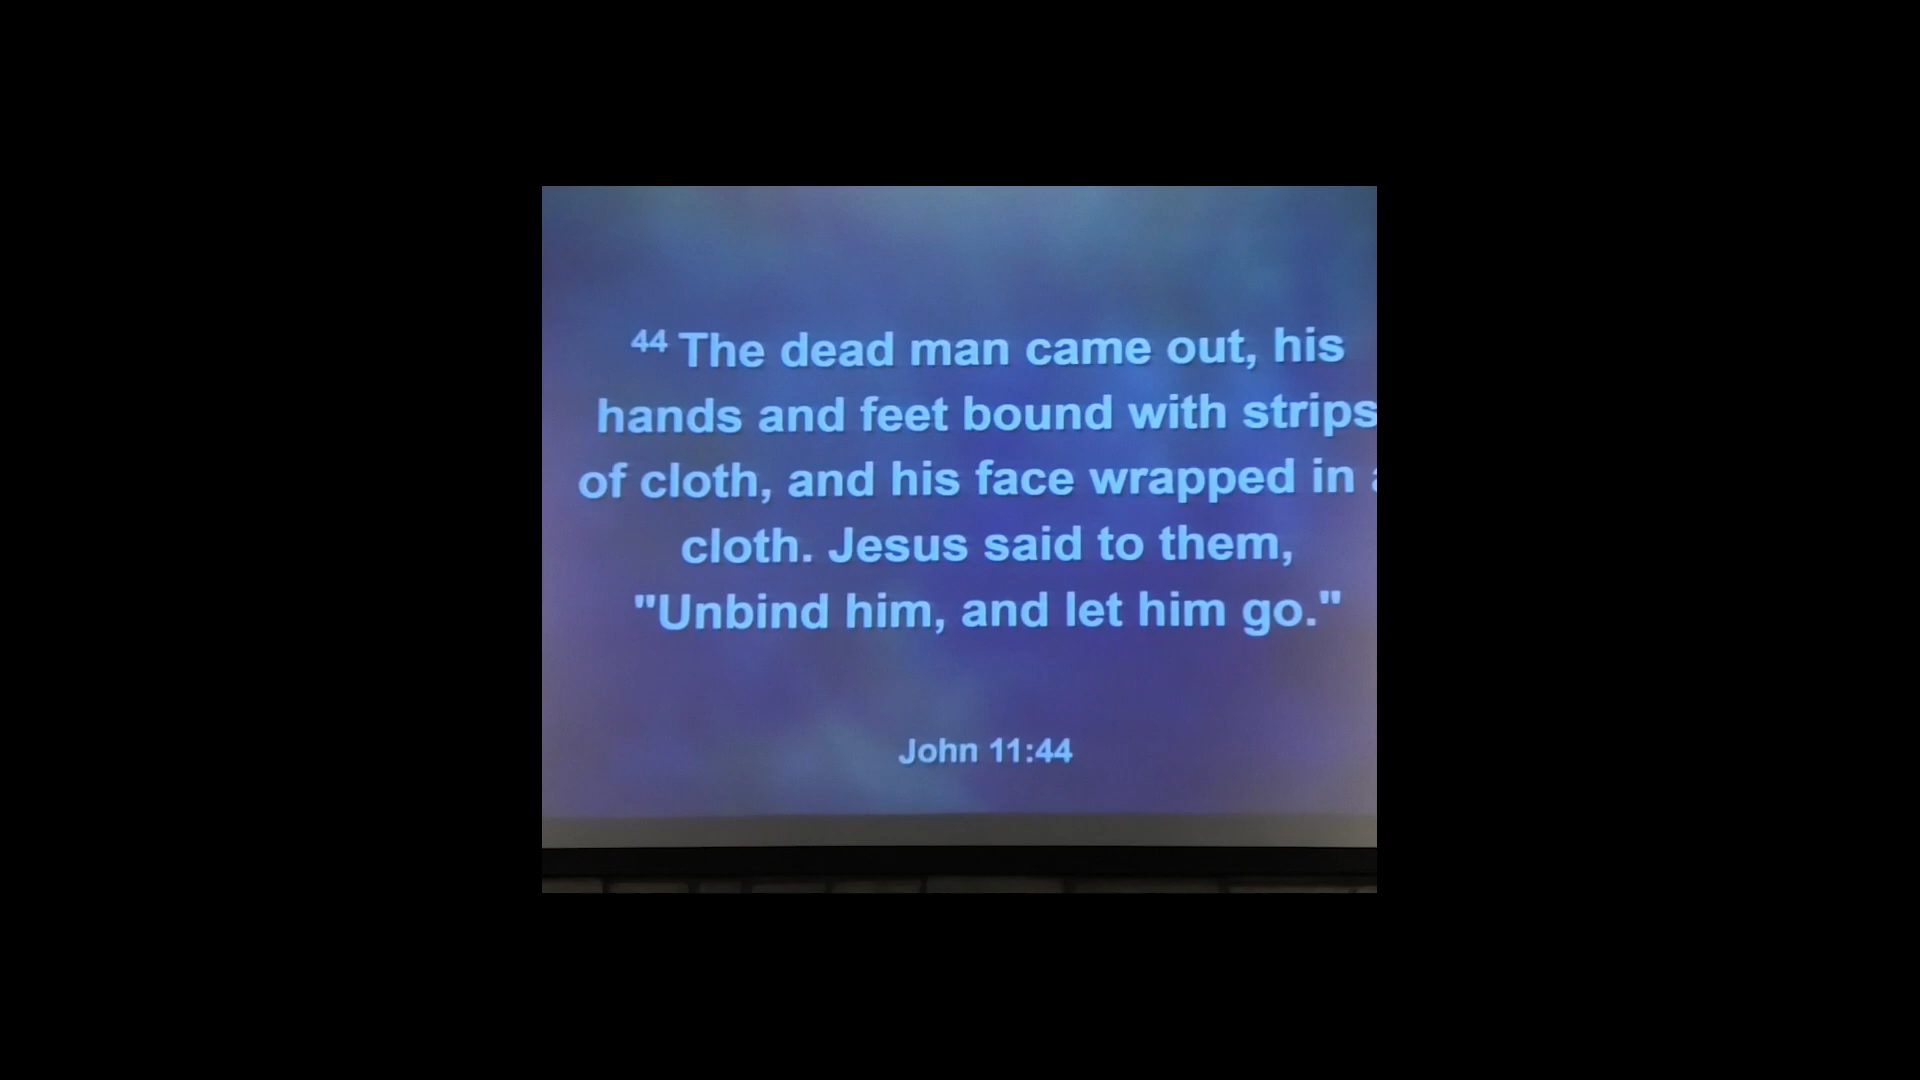 44 The dead man came out, his
hands and feet bound with strips
of cloth, and his face wrapped in a
cloth. Jesus said to them,
"Unbind him, and let him go."
John 11:44